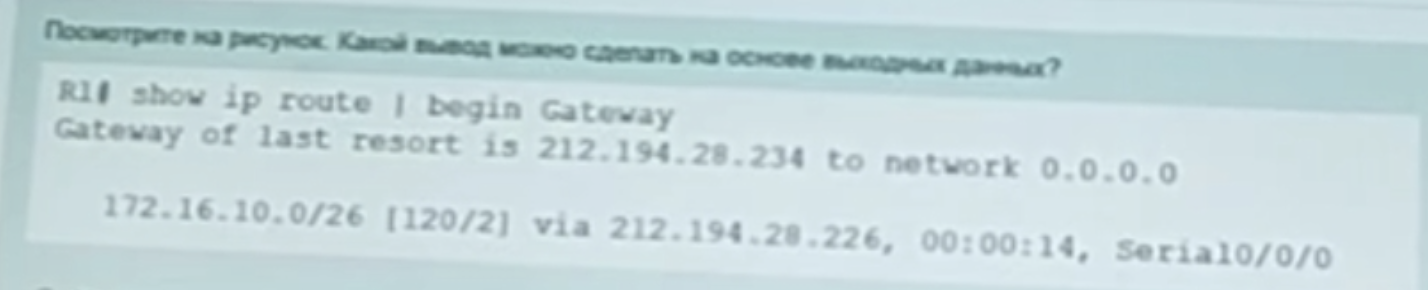 Посмотрите на рисунок. Какой вывод можно сделать на основе выходных данных?
R1# show ip route | begin Gateway
Gateway of last resort is 212.194.28.234 to network 0.0.0.0
172.16.10.0/26 [120/2] via 212.194.28.226, 00:00:14, Serial0/0/0